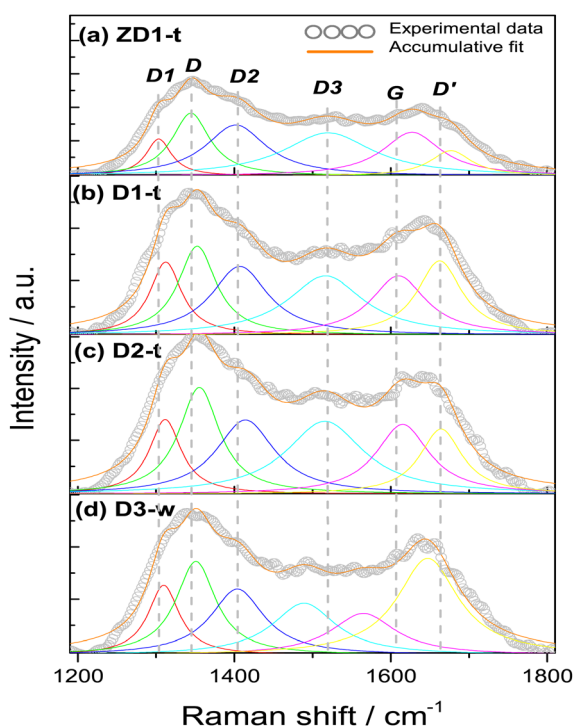 (a) ZD1-t
Experimental data
Accumulative fit
D1 D D2 D3 G D'
(b) D1-t
(c) D2-t
(d) D3-w
Intensity / a.u.
1200 1400 1600 1800
Raman shift / cm⁻¹